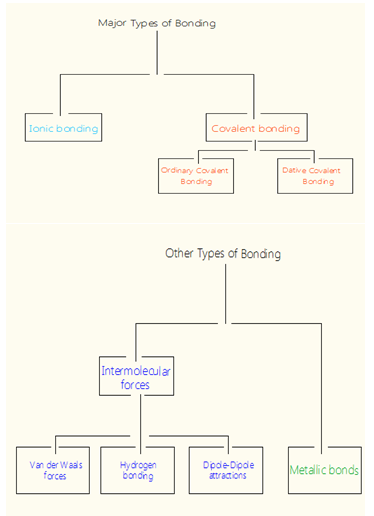 Major Types of Bonding
Ionic bonding
Covalent bonding
Ordinary Covalent
Bonding
Dative Covalent
Bonding
Other Types of Bonding
Intermolecular
forces
Van der Waals
forces
Hydrogen
bonding
Dipole-Dipole
attractions
Metallic bonds